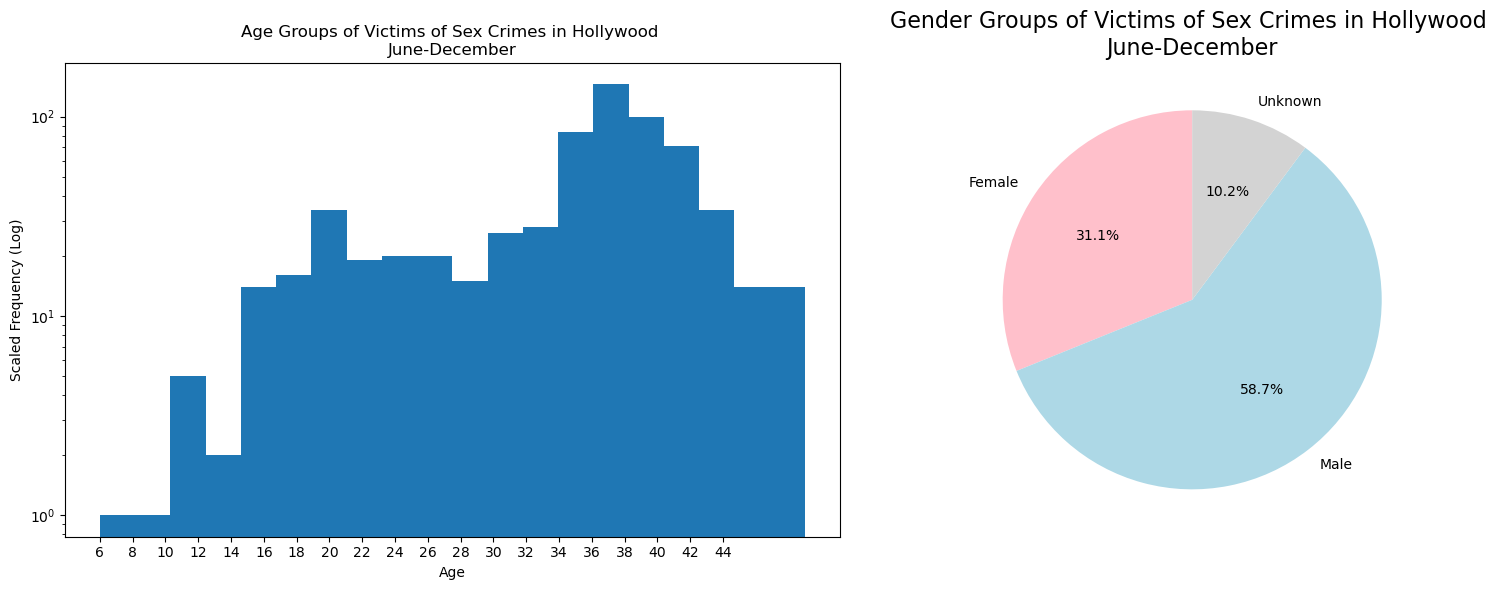 Age Groups of Victims of Sex Crimes in Hollywood
June-December
Scaled Frequency (Log)
10²
10¹
10⁰
6 8 10 12 14 16 18 20 22 24 26 28 30 32 34 36 38 40 42 44
Age
Gender Groups of Victims of Sex Crimes in Hollywood
June-December
Unknown
Female
10.2%
31.1%
58.7%
Male